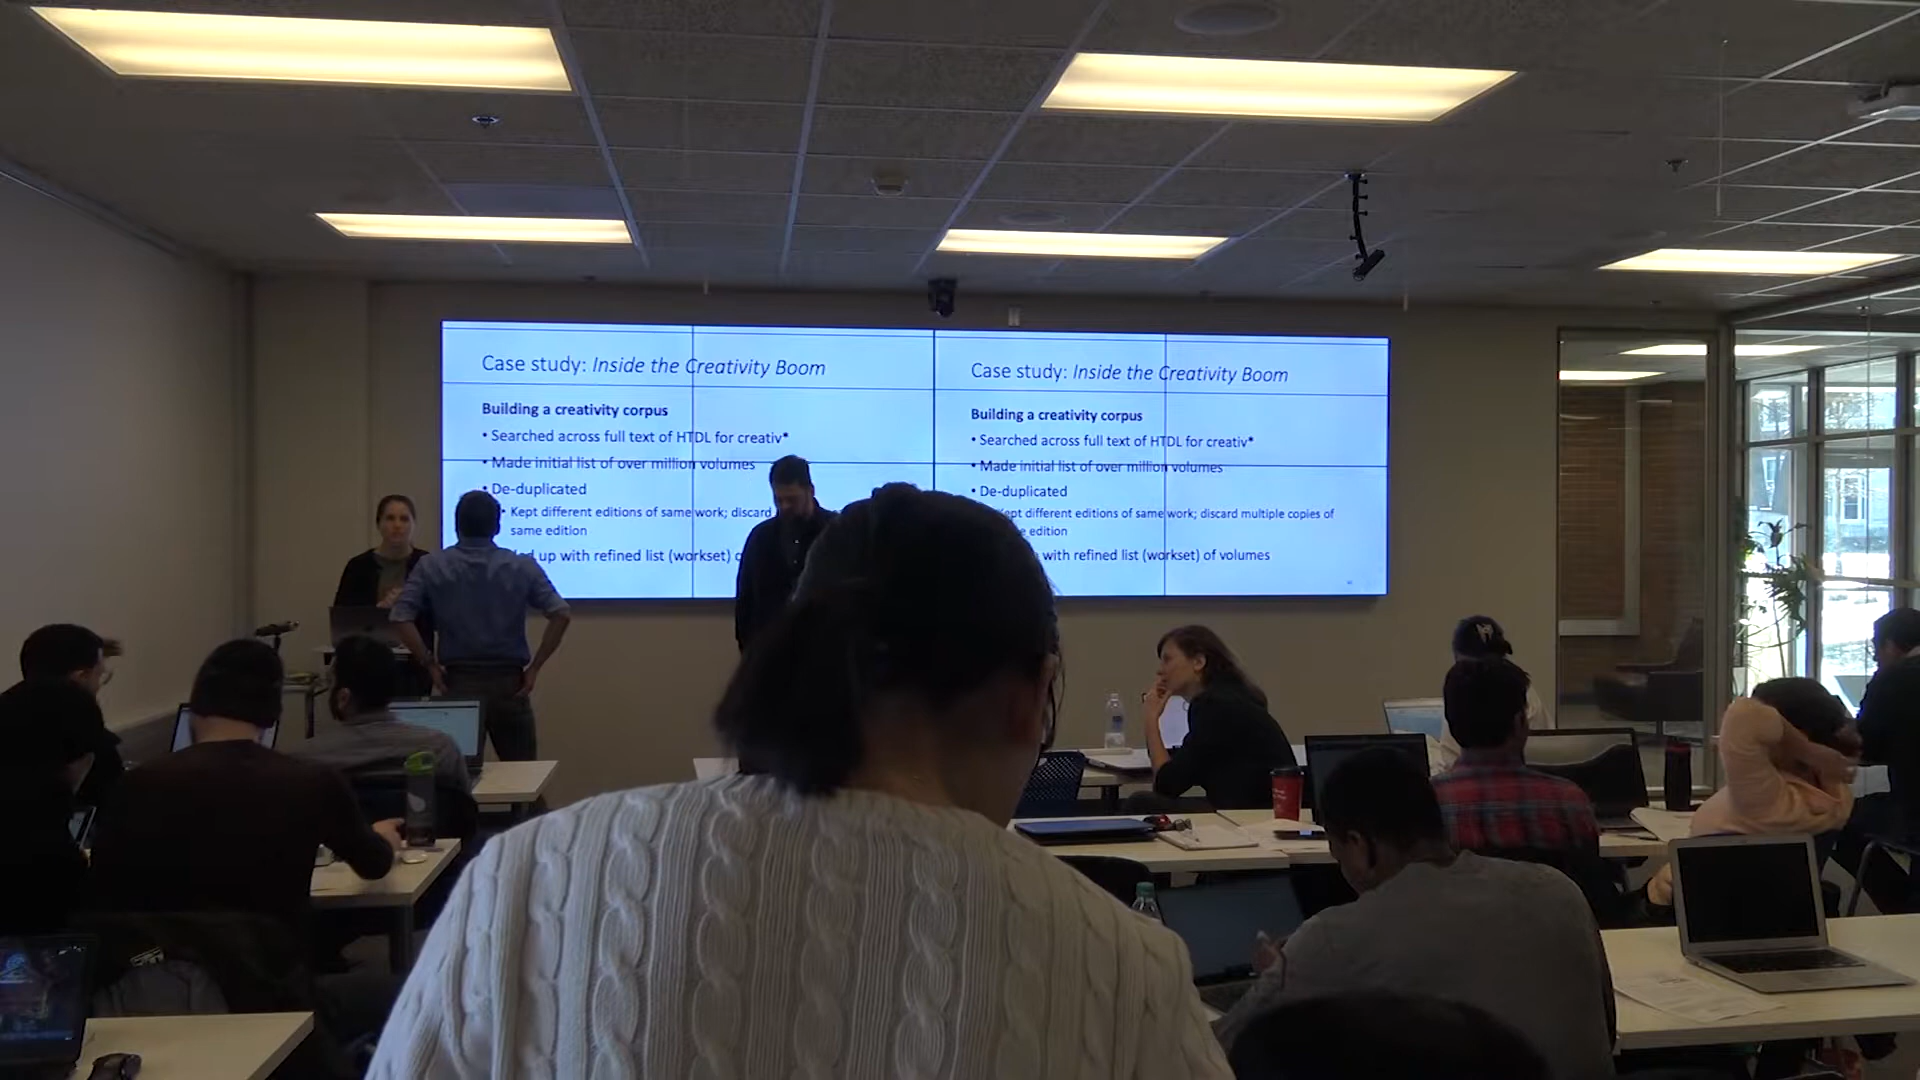 Case study: Inside the Creativity Boom
Building a creativity corpus
• Searched across full text of HTDL for creativ*
• Made initial list of over million volumes
• De-duplicated
• Kept different editions of same work; discard
same edition
up with refined list (workset)
Case study: Inside the Creativity Boom
Building a creativity corpus
• Searched across full text of HTDL for creativ*
• Made initial list of over million volumes
• De-duplicated
Kept different editions of same work; discard multiple copies of
edition
with refined list (workset) of volumes